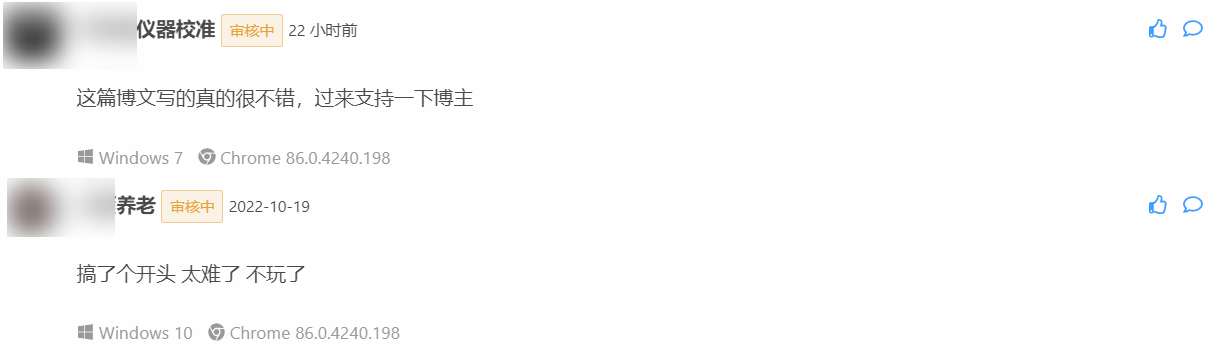 仪器校准 审核中 22 小时前
这篇博文写的真的很不错，过来支持一下博主
Windows 7 Chrome 86.0.4240.198
养老 审核中 2022-10-19
搞了个开头 太难了 不玩了
Windows 10 Chrome 86.0.4240.198